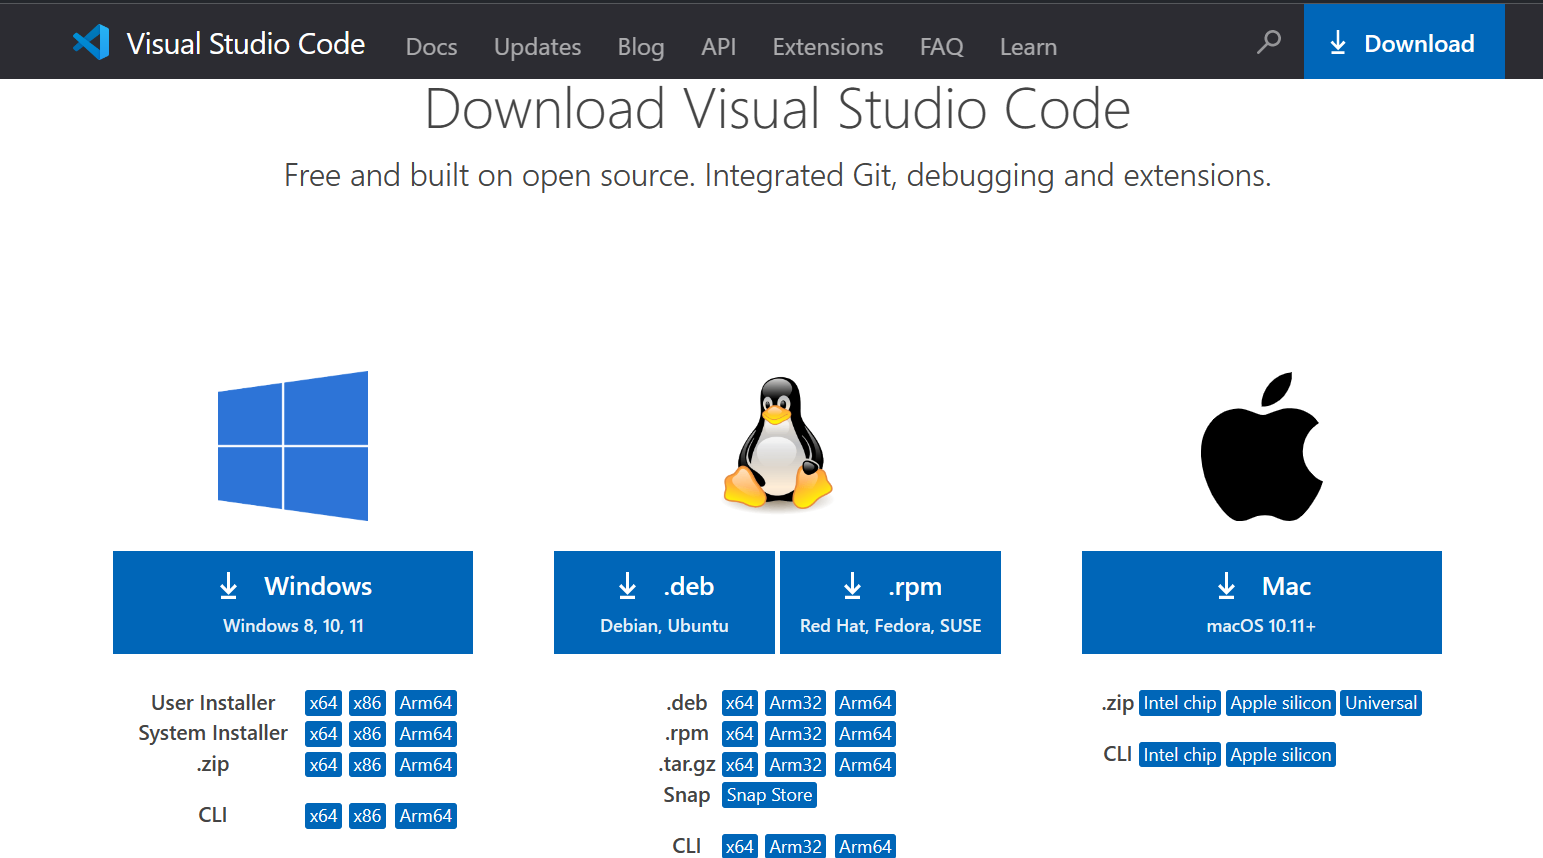 Visual Studio Code Docs Updates Blog API Extensions FAQ Learn Download
Download Visual Studio Code
Free and built on open source. Integrated Git, debugging and extensions.
Windows
Windows 8, 10, 11
.deb
Debian, Ubuntu
.rpm
Red Hat, Fedora, SUSE
Mac
macOS 10.11+
User Installer x64 x86 Arm64
System Installer x64 x86 Arm64
.zip x64 x86 Arm64
CLI x64 x86 Arm64
.deb x64 Arm32 Arm64
.rpm x64 Arm32 Arm64
.tar.gz x64 Arm32 Arm64
Snap Snap Store
CLI x64 Arm32 Arm64
.zip Intel chip Apple silicon Universal
CLI Intel chip Apple silicon